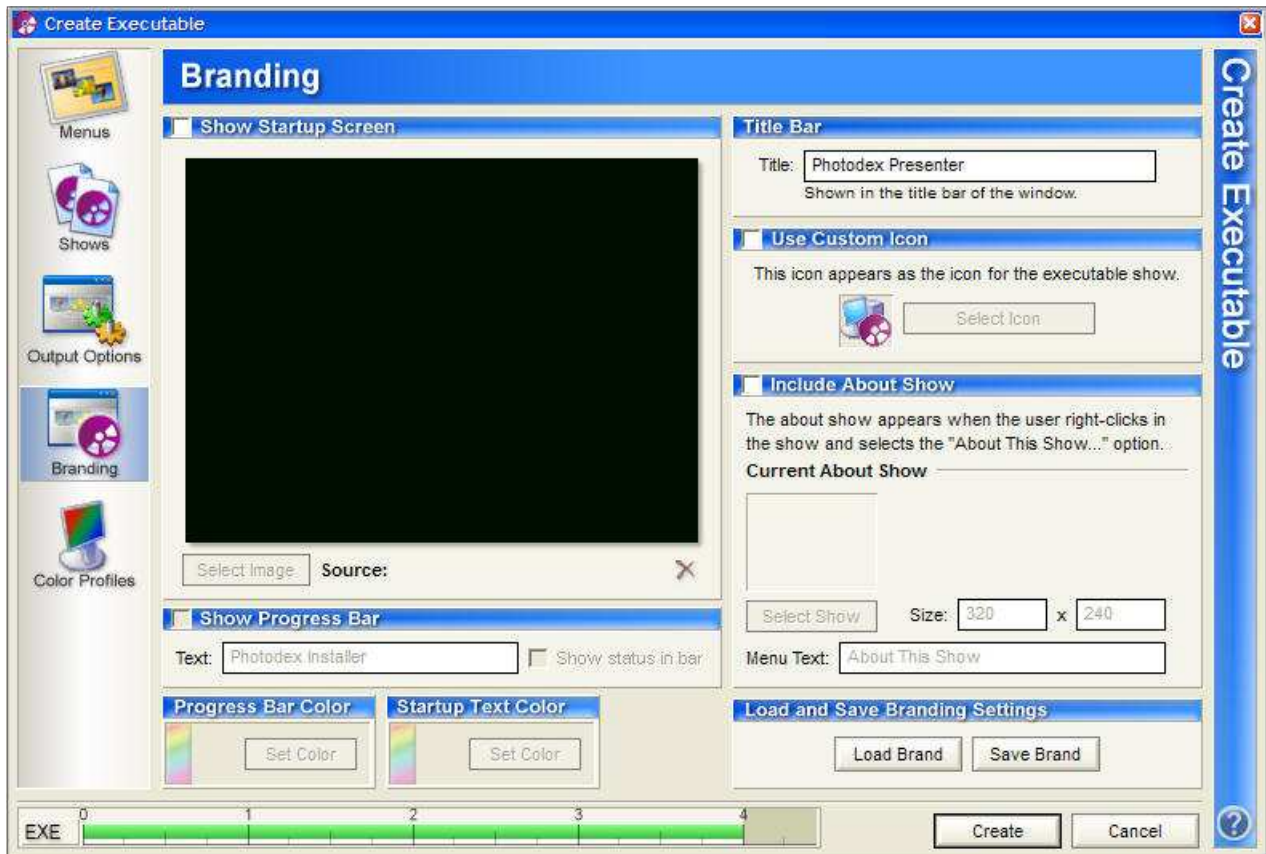 Create Executable
Menus
Shows
Output Options
Branding
Color Profiles
Branding
Show Startup Screen
Select Image
Source:
Show Progress Bar
Text:
Photodex Installer
Show status in bar
Progress Bar Color
Set Color
Startup Text Color
Set Color
Title Bar
Title:
Photodex Presenter
Shown in the title bar of the window.
Use Custom Icon
This icon appears as the icon for the executable show.
Select Icon
Include About Show
The about show appears when the user right-clicks in
the show and selects the "About This Show..." option.
Current About Show
Select Show
Size:
320
x
240
Menu Text:
About This Show
Load and Save Branding Settings
Load Brand
Save Brand
Create Executable
?
EXE
0 1 2 3 4
Create
Cancel